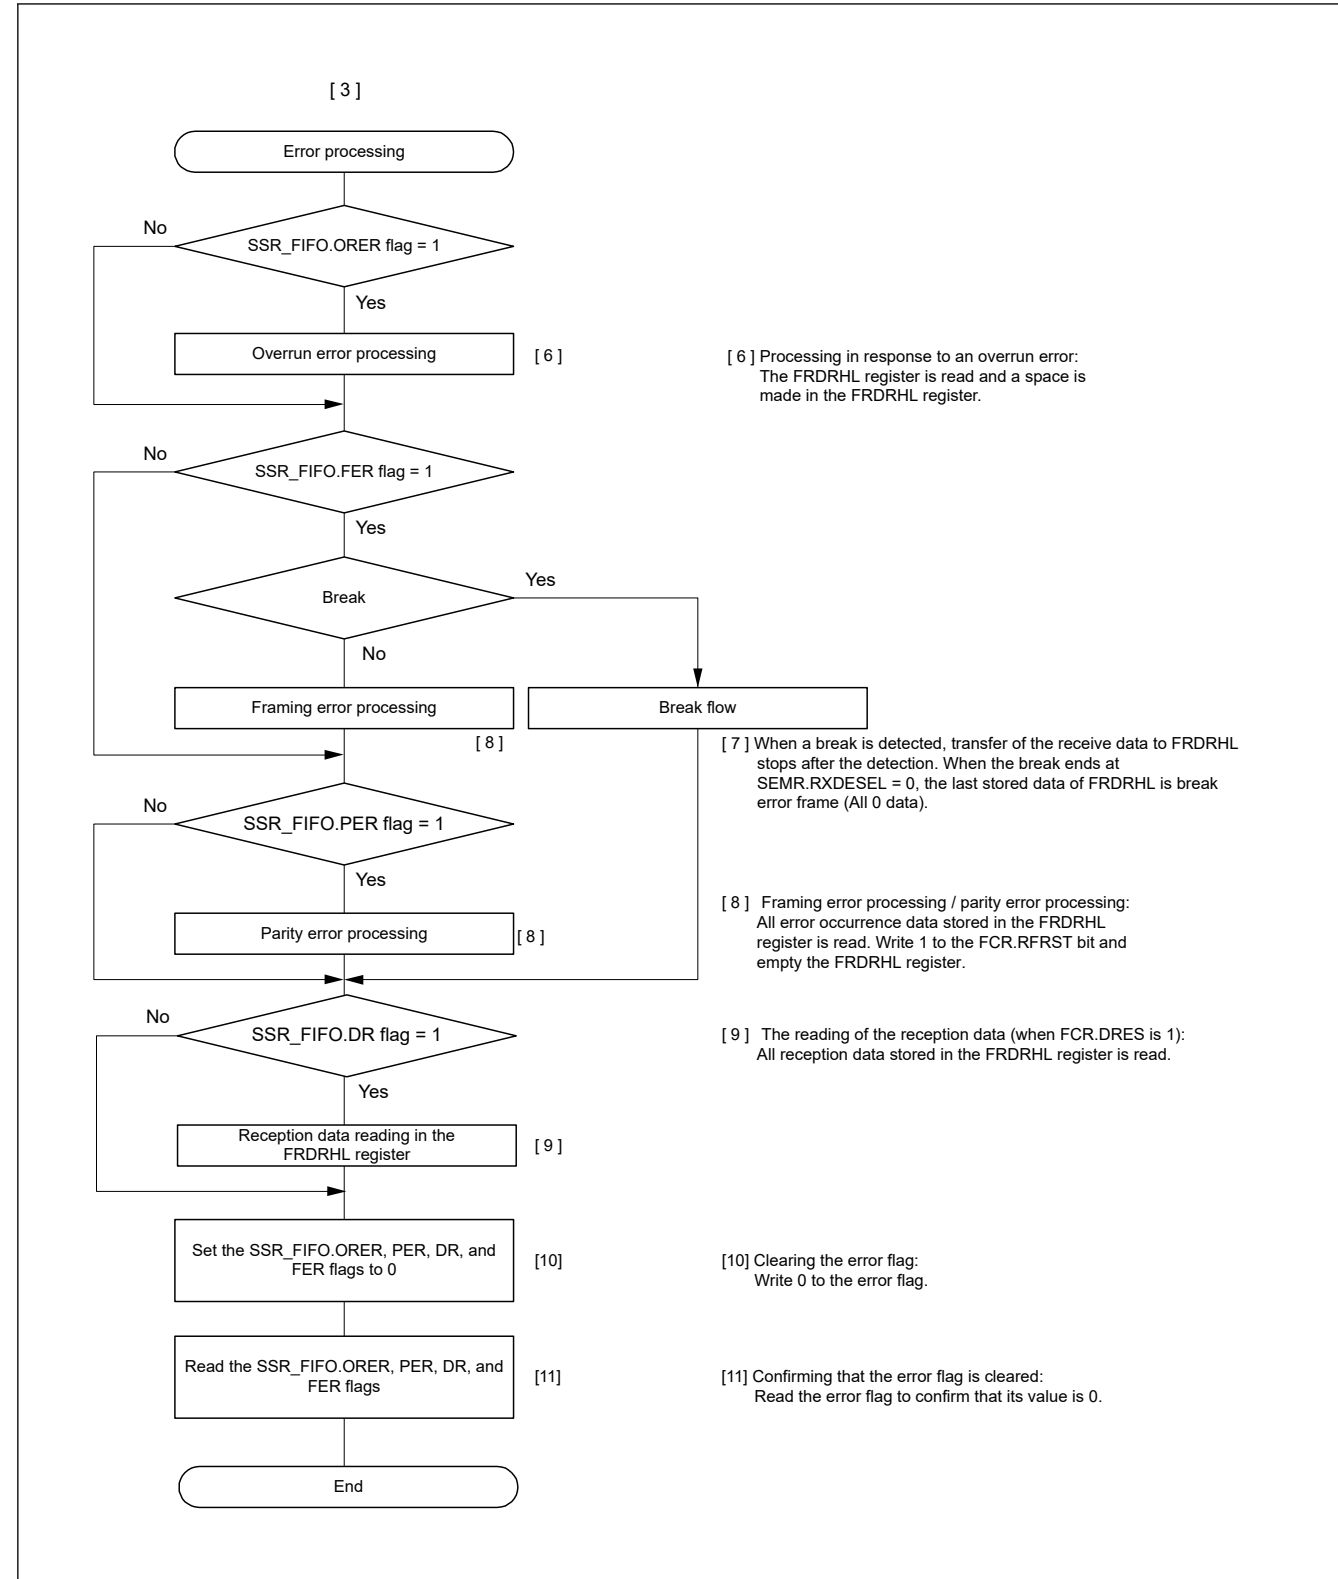 [ 3 ]
Error processing
No
SSR_FIFO.ORER flag = 1
Yes
Overrun error processing
[ 6 ]
[ 6 ] Processing in response to an overrun error:
The FRDRHL register is read and a space is
made in the FRDRHL register.
No
SSR_FIFO.FER flag = 1
Yes
Break
Yes
No
Framing error processing
Break flow
[ 8 ]
[ 7 ] When a break is detected, transfer of the receive data to FRDRHL
stops after the detection. When the break ends at
SEMR.RXDESEL = 0, the last stored data of FRDRHL is break
error frame (All 0 data).
No
SSR_FIFO.PER flag = 1
Yes
Parity error processing
[ 8 ]
[ 8 ] Framing error processing / parity error processing:
All error occurrence data stored in the FRDRHL
register is read. Write 1 to the FCR.RFRST bit and
empty the FRDRHL register.
No
SSR_FIFO.DR flag = 1
Yes
[ 9 ] The reading of the reception data (when FCR.DRES is 1):
All reception data stored in the FRDRHL register is read.
Reception data reading in the
FRDRHL register
[ 9 ]
Set the SSR_FIFO.ORER, PER, DR, and
FER flags to 0
[10]
[10] Clearing the error flag:
Write 0 to the error flag.
Read the SSR_FIFO.ORER, PER, DR, and
FER flags
[11]
[11] Confirming that the error flag is cleared:
Read the error flag to confirm that its value is 0.
End